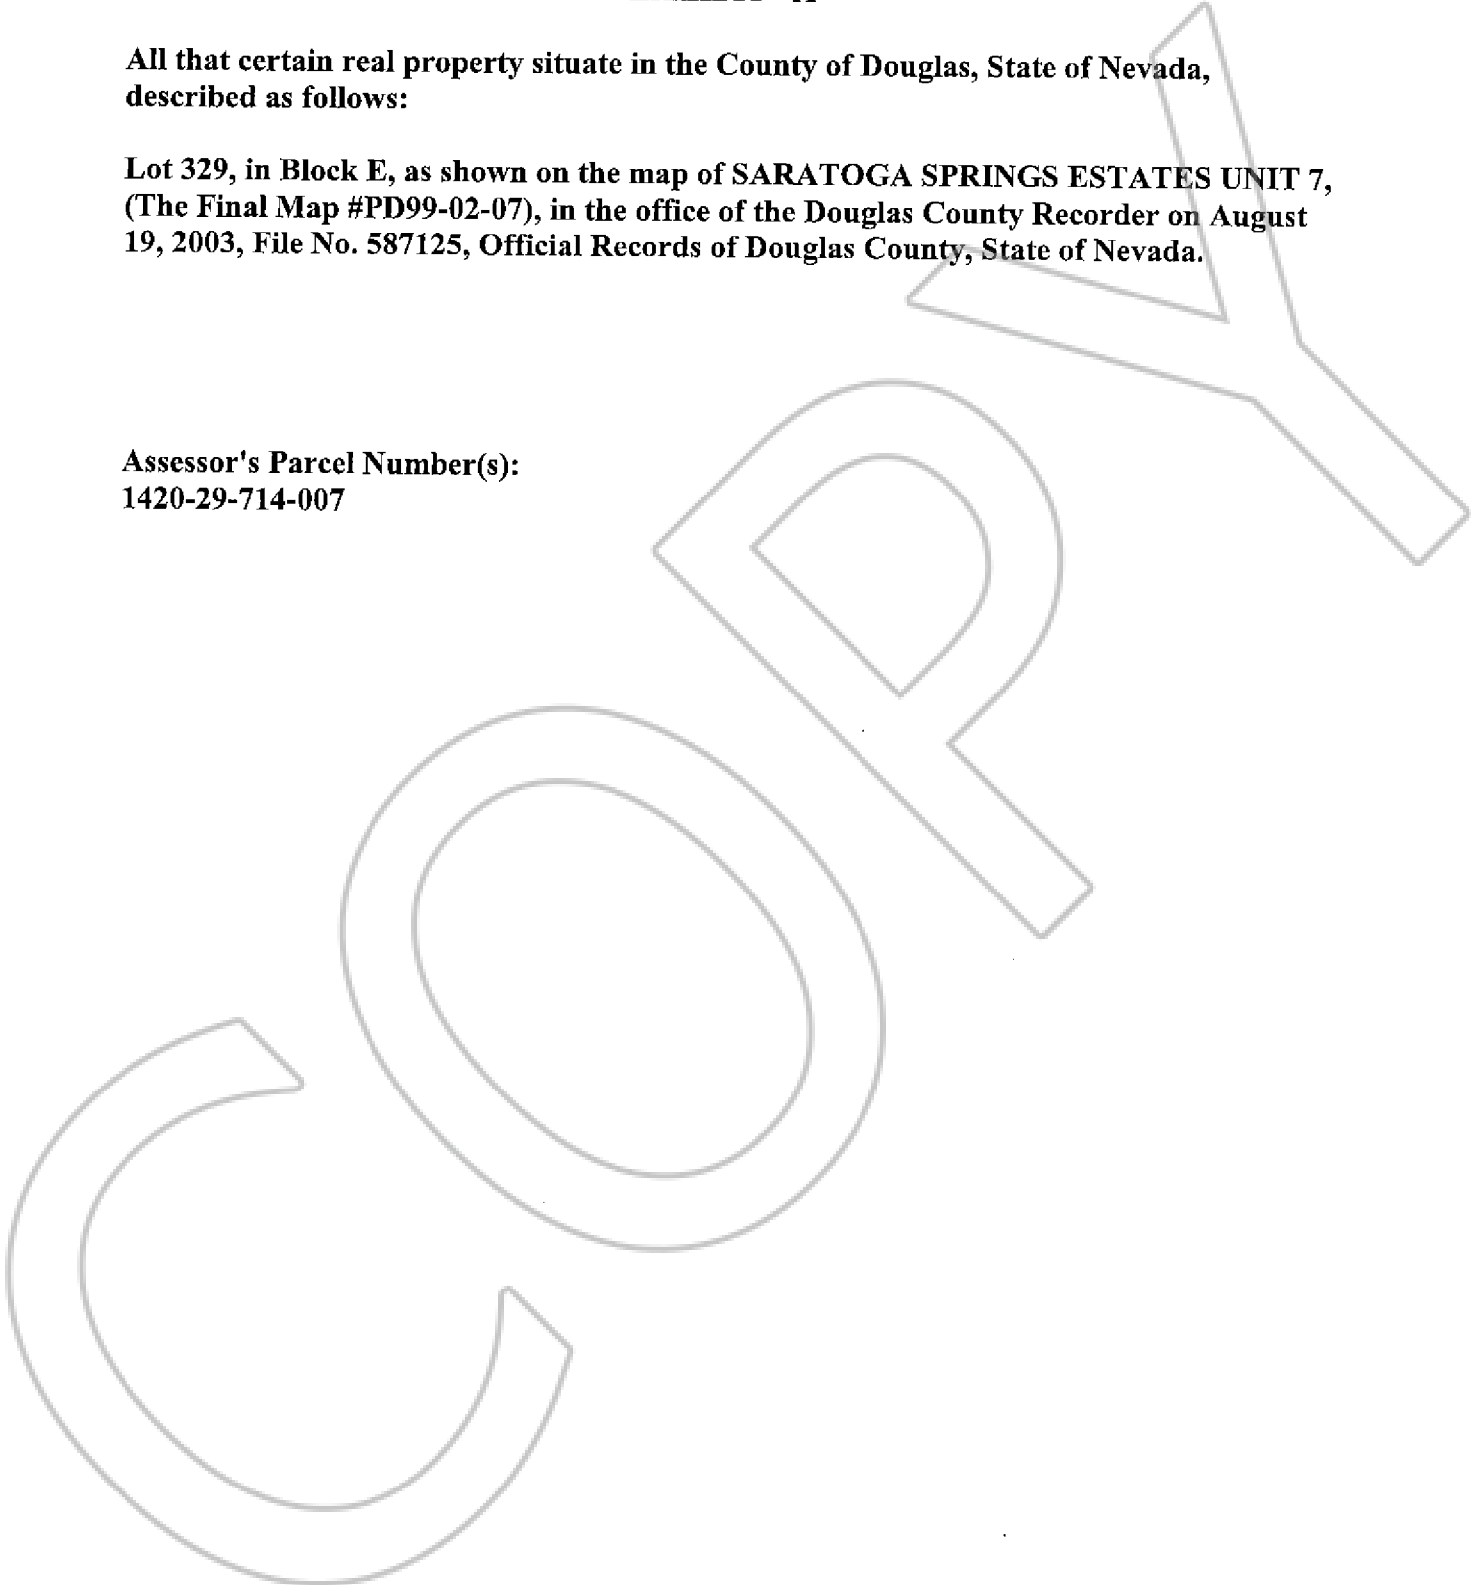 All that certain real property situate in the County of Douglas, State of Nevada,
described as follows:
Lot 329, in Block E, as shown on the map of SARATOGA SPRINGS ESTATES UNIT 7,
(The Final Map #PD99-02-07), in the office of the Douglas County Recorder on August
19, 2003, File No. 587125, Official Records of Douglas County, State of Nevada.
Assessor's Parcel Number(s):
1420-29-714-007
COPY